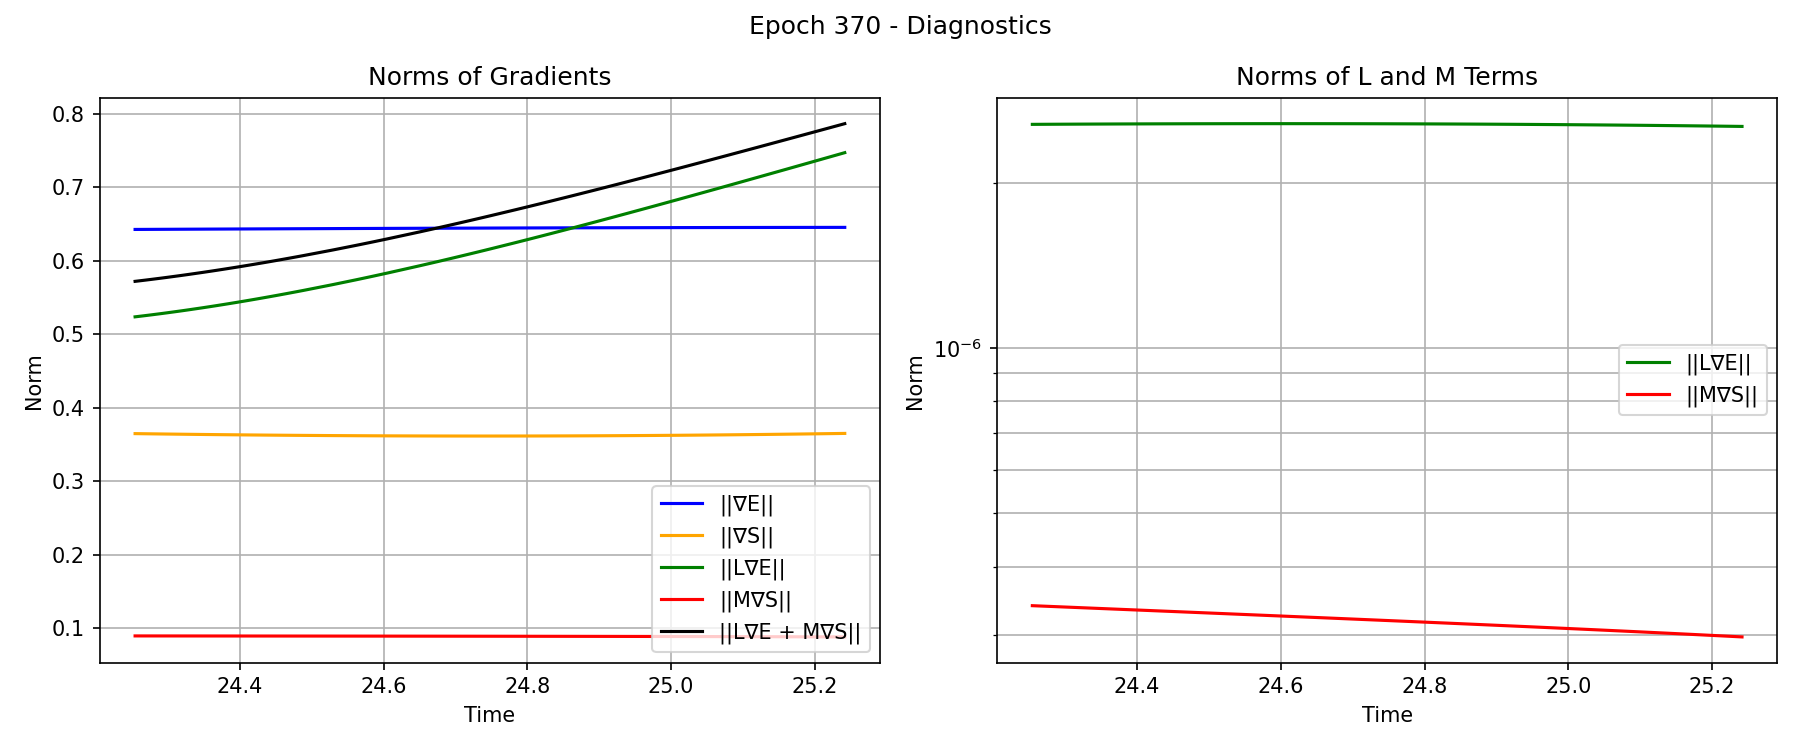 Epoch 370 - Diagnostics
Norms of Gradients
0.8
0.7
0.6
0.5
0.4
0.3
0.2
0.1
Norm
24.4 24.6 24.8 25.0 25.2
Time
||∇E||
||∇S||
||L∇E||
||M∇S||
||L∇E + M∇S||
Norms of L and M Terms
10⁻⁶
Norm
24.4 24.6 24.8 25.0 25.2
Time
||L∇E||
||M∇S||